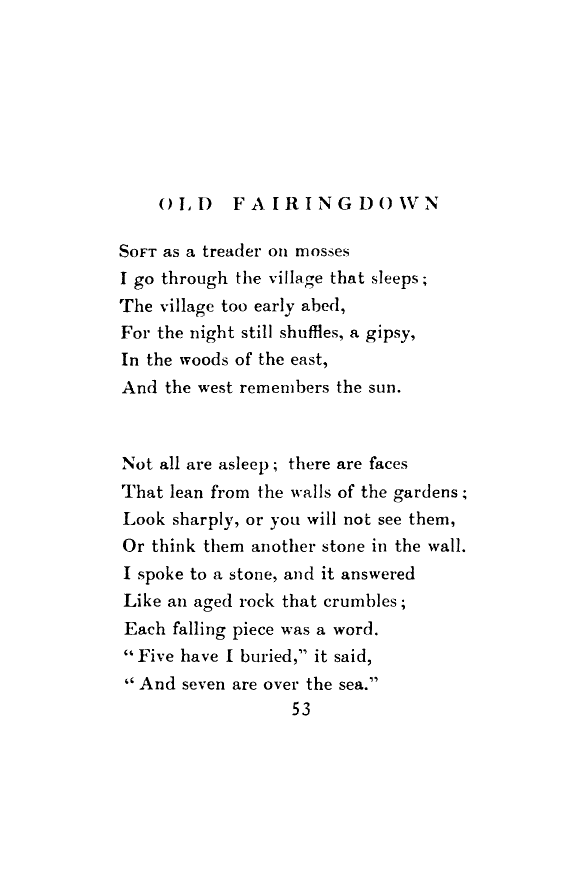 OLD FAIRINGDOWN
SOFT as a treader on mosses
I go through the village that sleeps;
The village too early abed,
For the night still shuffles, a gipsy,
In the woods of the east,
And the west remembers the sun.
Not all are asleep; there are faces
That lean from the walls of the gardens;
Look sharply, or you will not see them,
Or think them another stone in the wall.
I spoke to a stone, and it answered
Like an aged rock that crumbles;
Each falling piece was a word.
“Five have I buried,” it said,
“And seven are over the sea.”
53